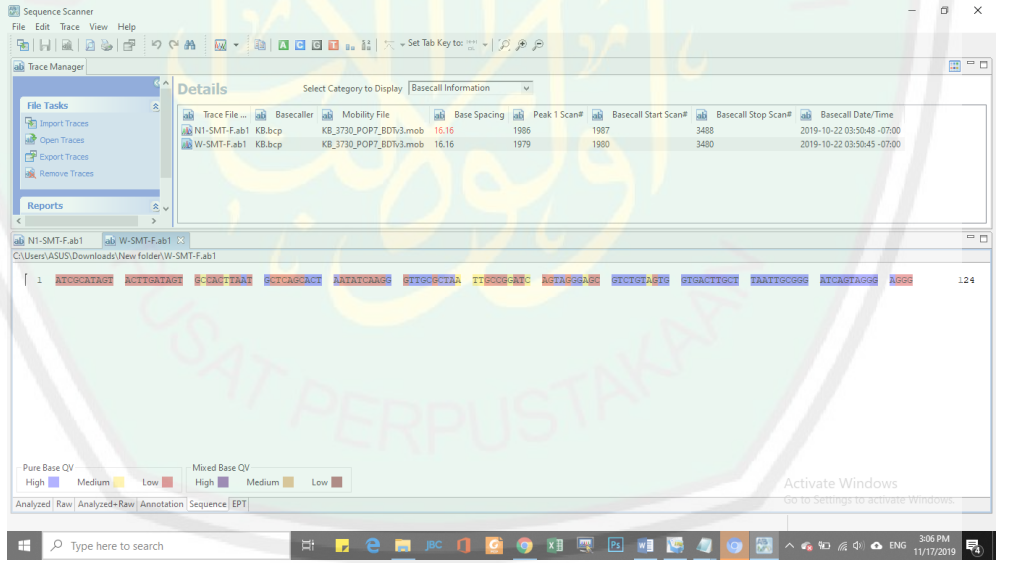 Sequence Scanner
File Edit Trace View Help
Set Tab Key to:
Trace Manager
File Tasks
Import Traces
Open Traces
Export Traces
Remove Traces
Reports
Details Select Category to Display Basecall Information
Trace File ... Basecaller Mobility File Base Spacing Peak 1 Scan# Basecall Start Scan# Basecall Stop Scan# Basecall Date/Time
N1-SMT-F.ab1 KB.bcp KB_3730_POP7_BDTv3.mob 16.16 1986 1987 3488 2019-10-22 03:50:48 -07:00
W-SMT-F.ab1 KB.bcp KB_3730_POP7_BDTv3.mob 16.16 1979 1980 3480 2019-10-22 03:50:45 -07:00
N1-SMT-F.ab1 W-SMT-F.ab1
C:\Users\ASUS\Downloads\New folder\W-SMT-F.ab1
1 ATCGCATAGT ACTTGATAGT GCCACTTAAT GCTCAGCACT AATATCAAGG GTTGCGCTAA TTGCCGGATC AGTAGGGAGC GTCTGTAGTG GTGACTTGCT TAATTGCGGG ATCAGTAGGG AGGG 124
USAT PERPUSTAKAAN
Pure Base QV Mixed Base QV
High Medium Low High Medium Low
Analyzed Raw Analyzed+Raw Annotation Sequence EPT
Activate Windows
Go to Settings to activate Windows.
Type here to search
JBC
ENG
3:06 PM
11/17/2019
4